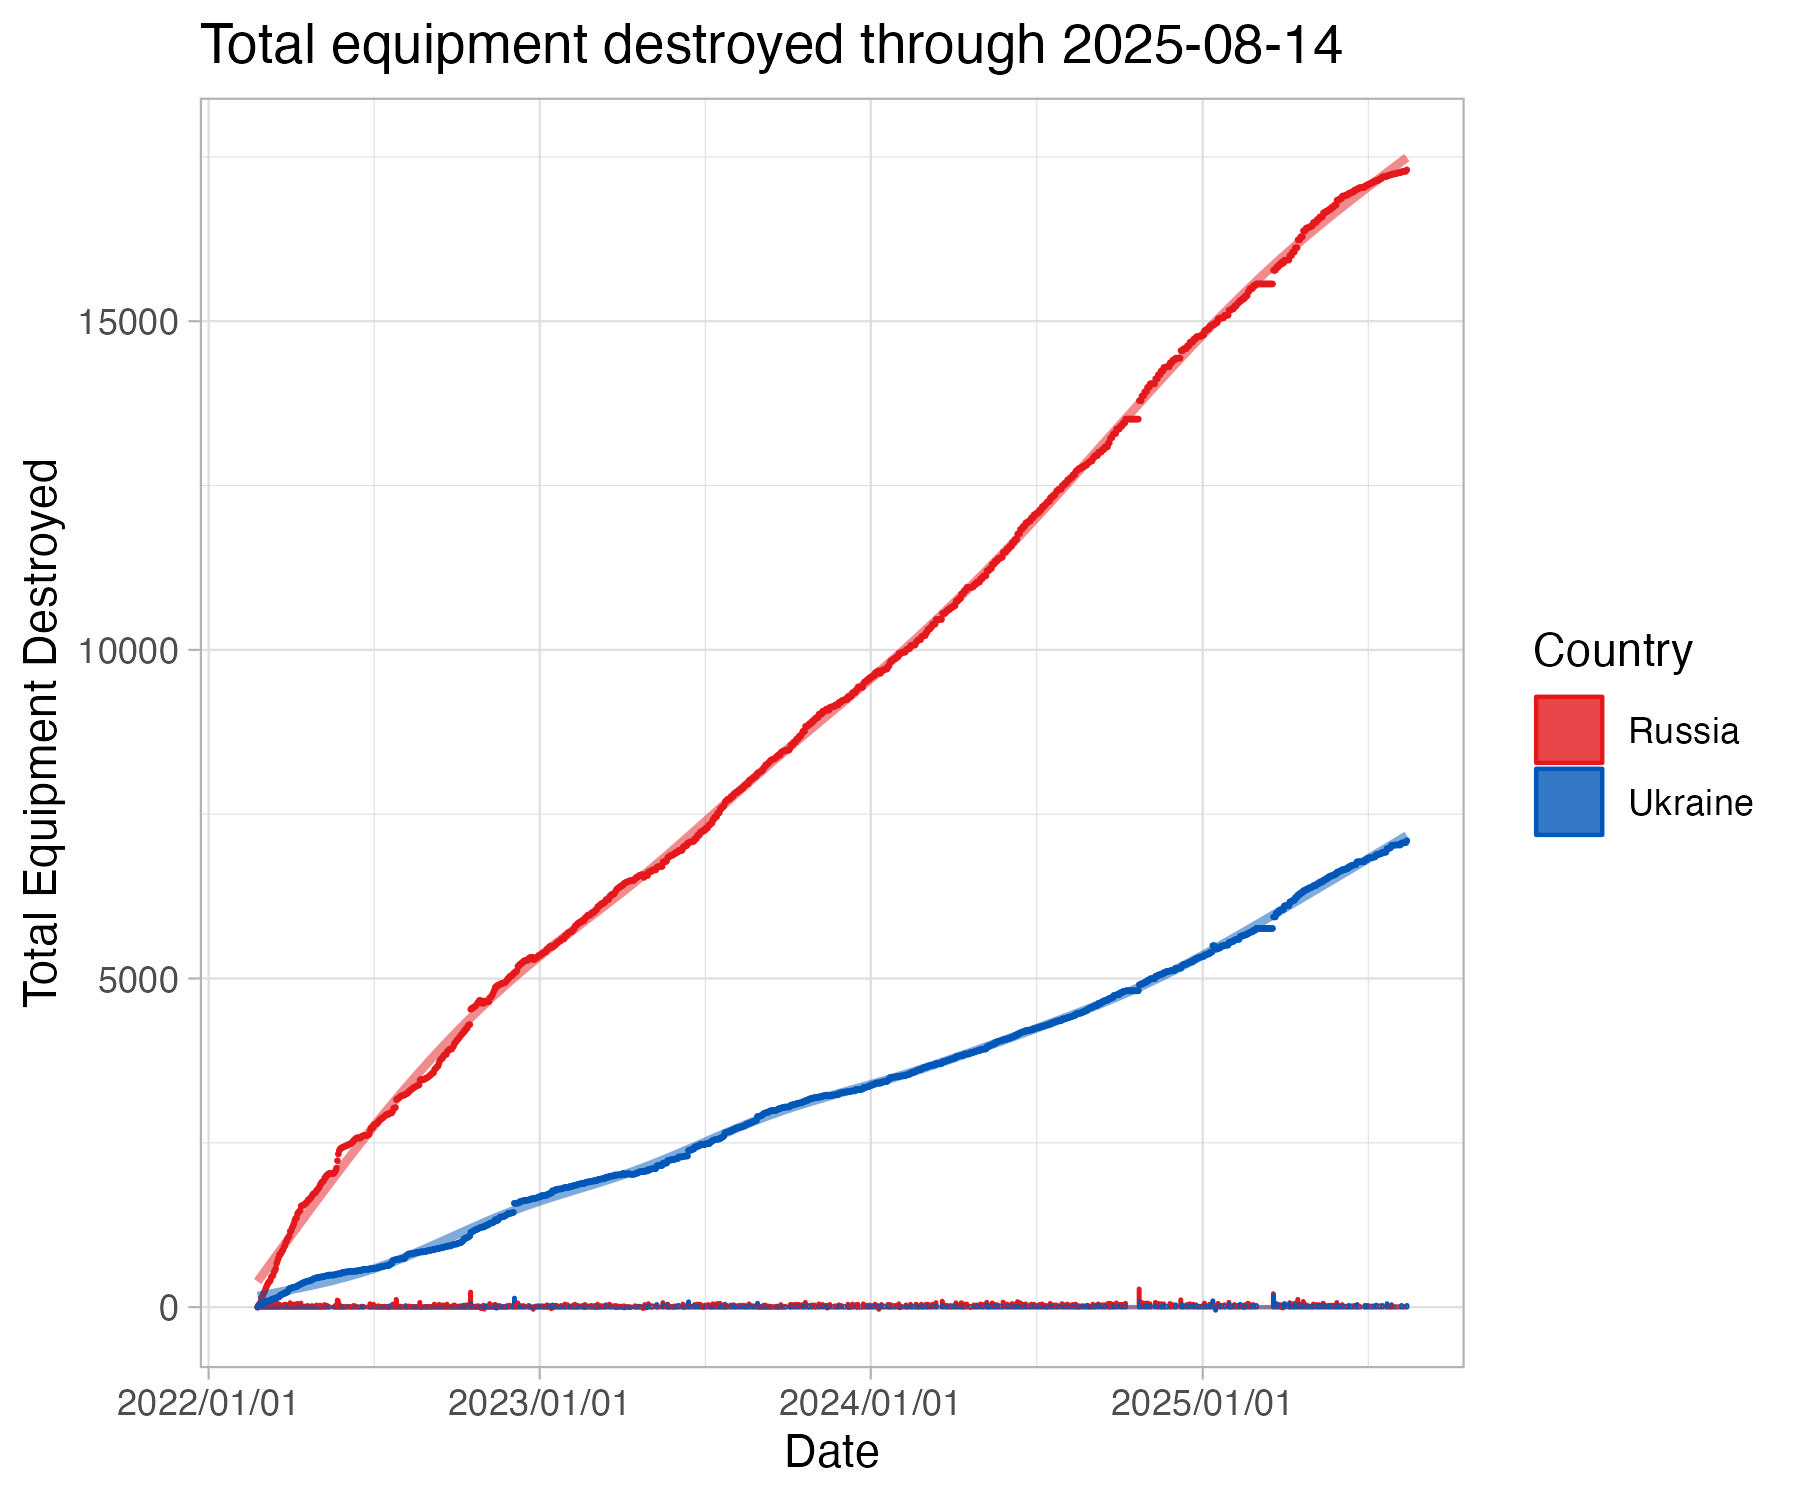 Total equipment destroyed through 2025-08-14
Total Equipment Destroyed
15000
10000
5000
0
2022/01/01
2023/01/01
2024/01/01
2025/01/01
Date
Country
Russia
Ukraine